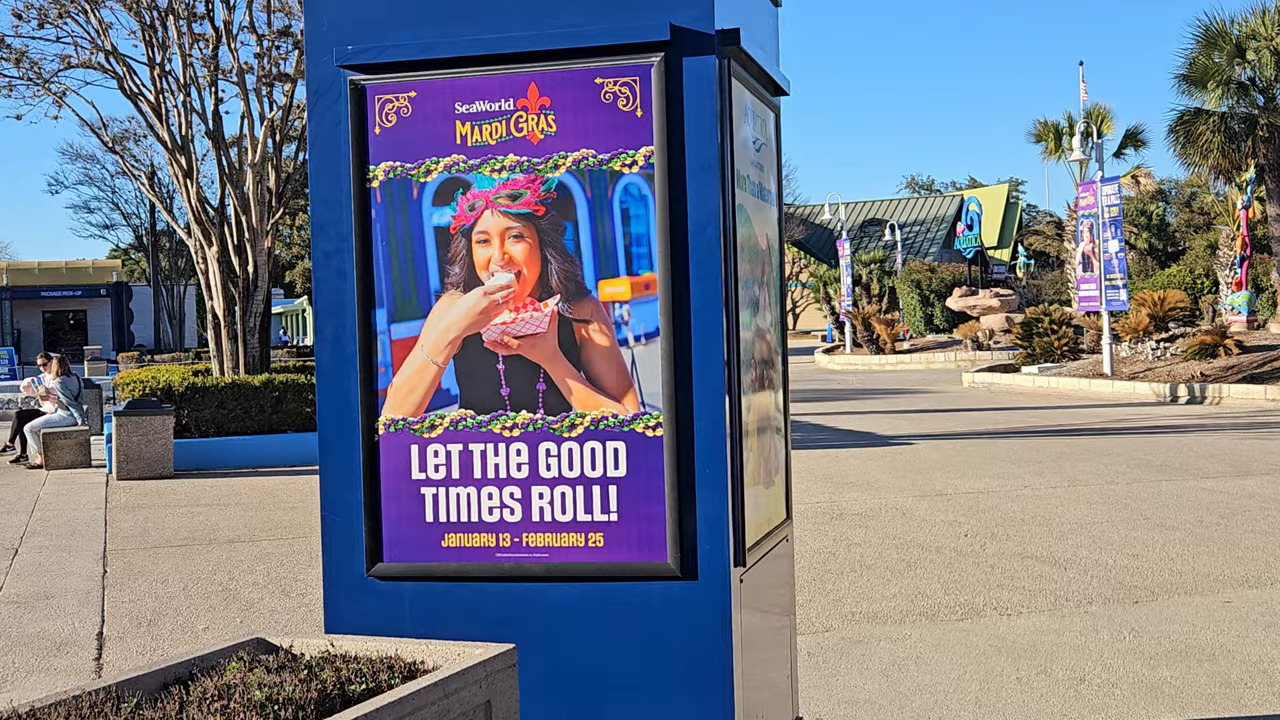 SeaWorld
MARDI GRAS
LET THE GOOD
TIMES ROLL!
JANUARY 13 - FEBRUARY 25
PACKAGE PICK-UP
AQUATICA